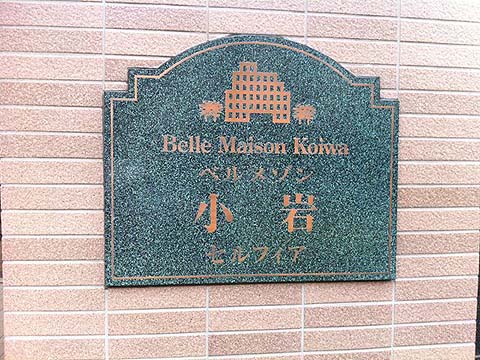 Belle Maison Koiwa
ベルメゾン
小岩
セルフィア